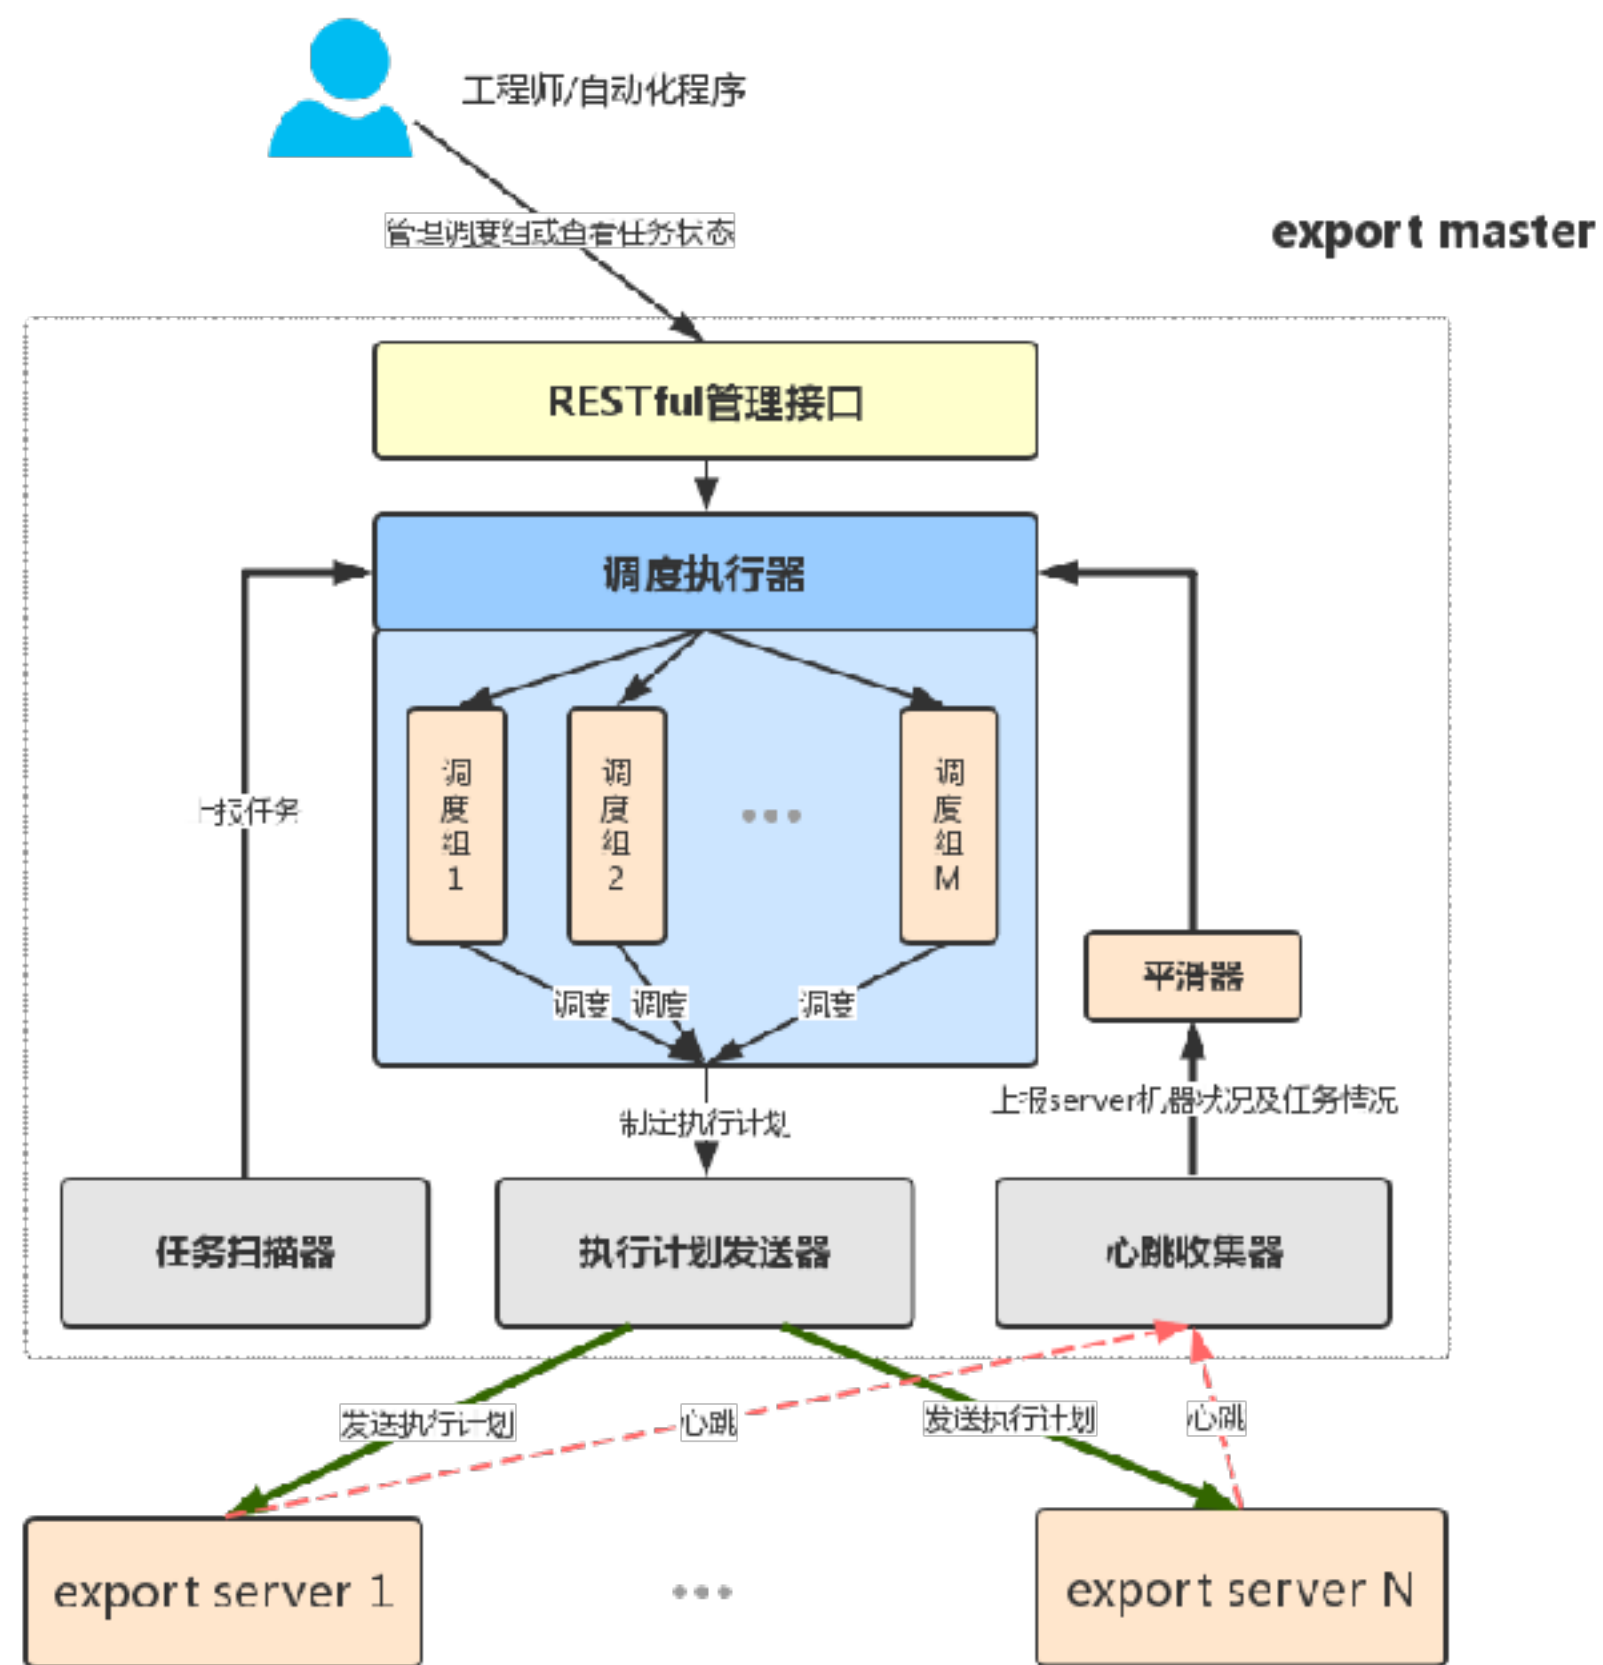 工程师/自动化程序
管理调度组或查看任务状态
export master
RESTful管理接口
调度执行器
调度组1
调度组2
调度组M
上报任务
调度
调度
调度
平滑器
上报server机器状况及任务情况
制定执行计划
任务扫描器
执行计划发送器
心跳收集器
发送执行计划
心跳
发送执行计划
心跳
export server 1
export server N